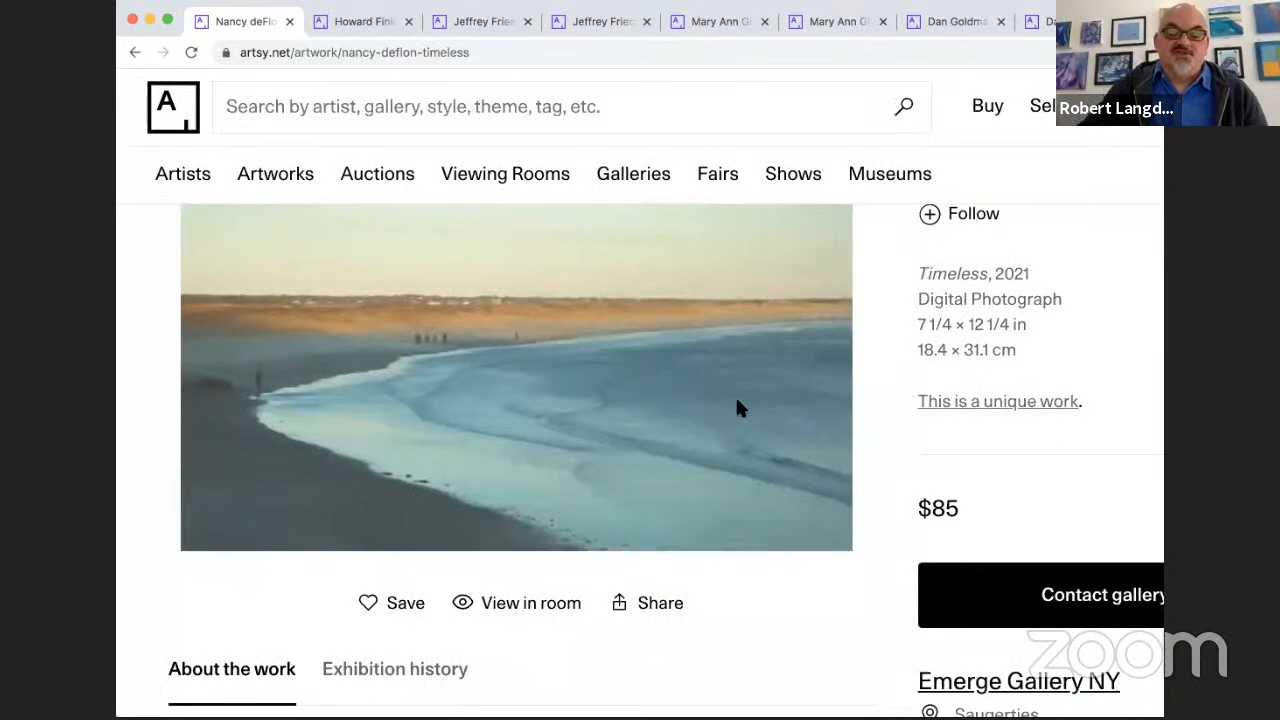 Nancy deFlo
Howard Fink
Jeffrey Frie
Jeffrey Fried
Mary Ann G
Mary Ann Gl
Dan Goldma
Da
artsy.net/artwork/nancy-deflon-timeless
A
Search by artist, gallery, style, theme, tag, etc.
Buy
Sel
Robert Langd...
Artists
Artworks
Auctions
Viewing Rooms
Galleries
Fairs
Shows
Museums
Follow
Timeless, 2021
Digital Photograph
7 1/4 × 12 1/4 in
18.4 × 31.1 cm
This is a unique work.
$85
Save
View in room
Share
Contact gallery
zoom
About the work
Exhibition history
Emerge Gallery NY
Saugerties